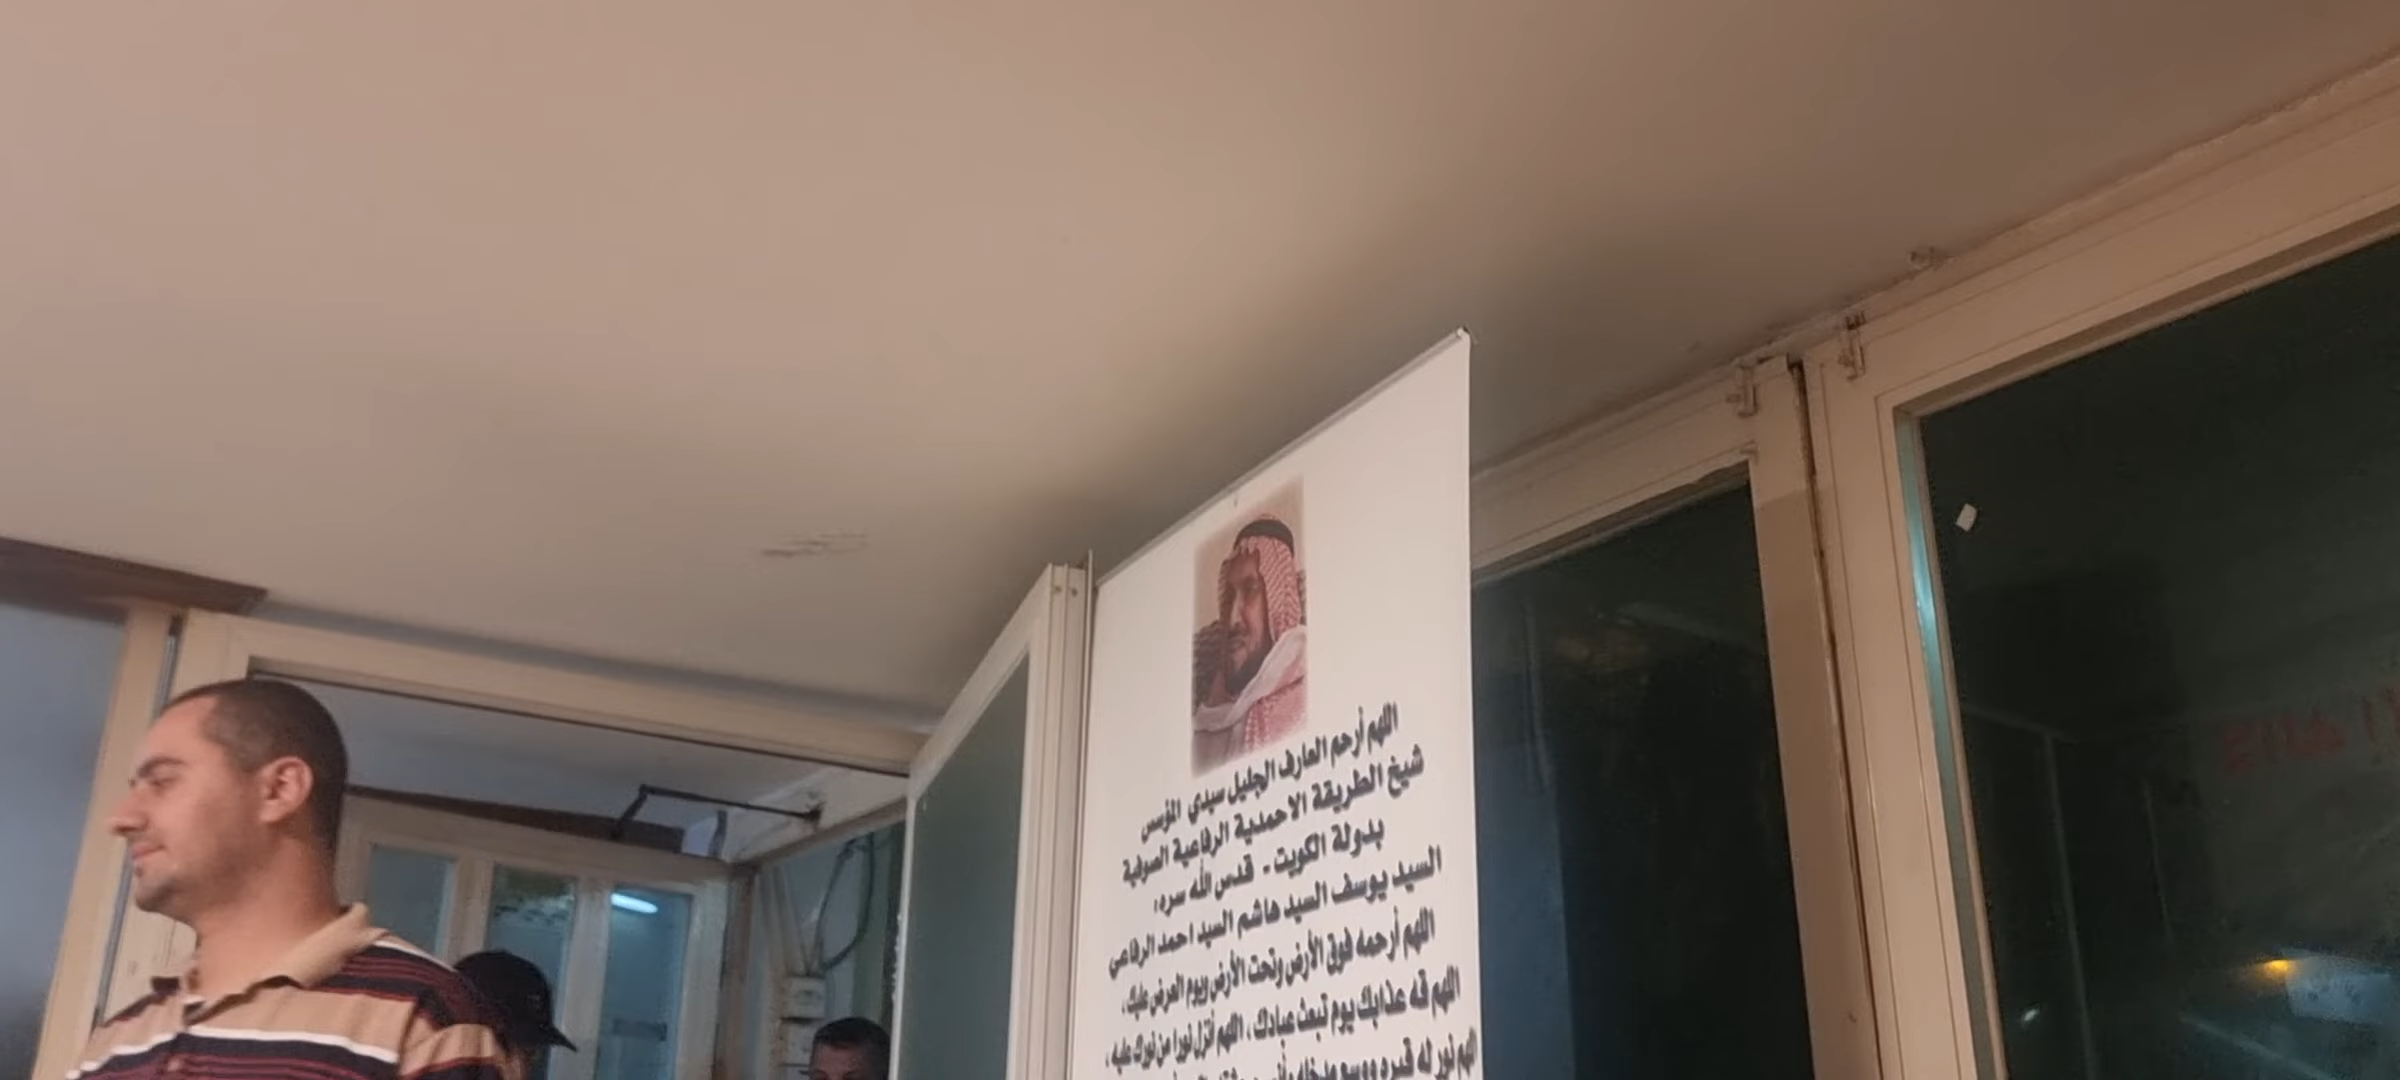 اللهم أرحم العارف الجليل سيدي المؤسس
شيخ الطريقة الاحمدية الرفاعية الصوفية
بدولة الكويت - قدس الله سره،
السيد يوسف السيد هاشم السيد احمد الرفاعي
اللهم أرحمه فوق الأرض وتحت الأرض ويوم العرض عليك،
اللهم قه عذابك يوم تبعث عبادك، اللهم أنزل نورا من نورك عليه،
اللهم نور له قبره ووسع مدخله